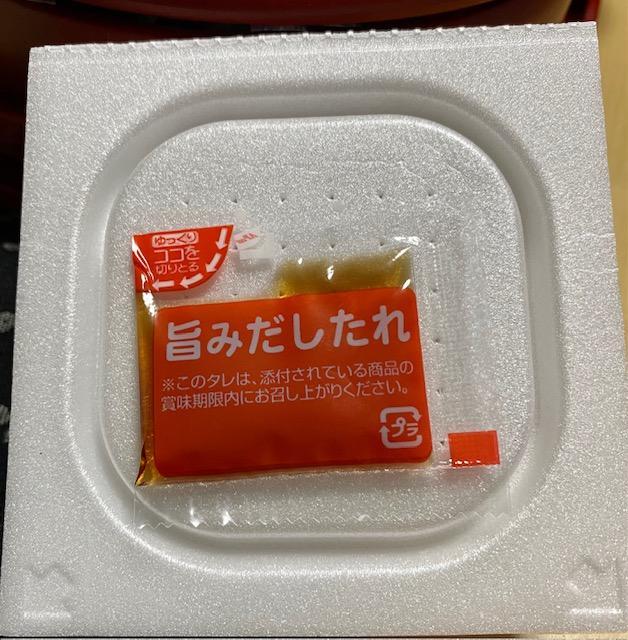 ゆっくり
ココを
切りとる
旨みだしたれ
※このタレは、添付されている商品の
賞味期限内にお召し上がりください。
プラ